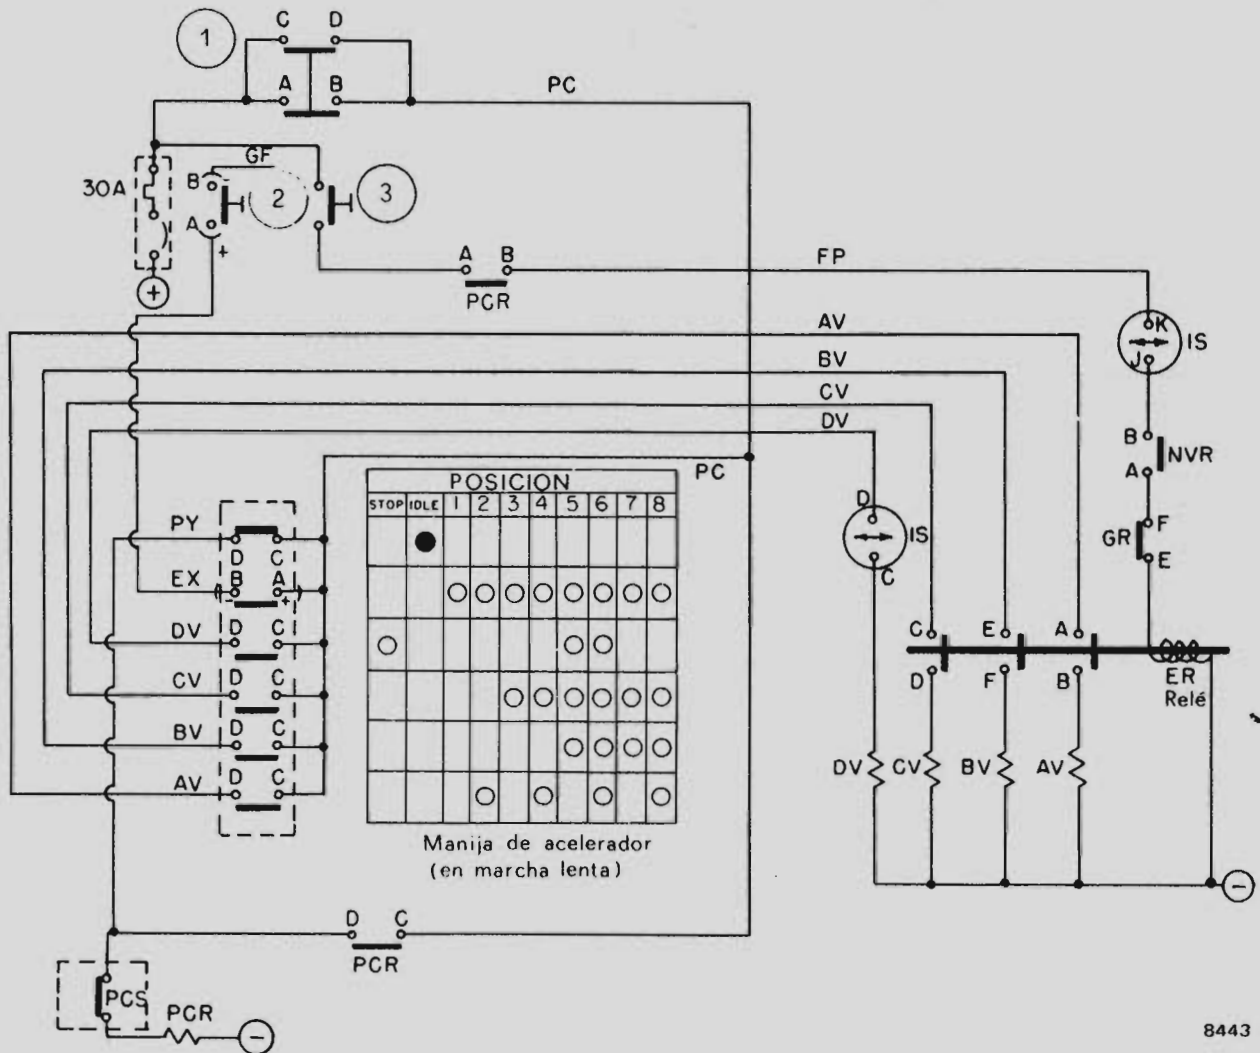 1
C D
A B
PC
30A
GF
B -
A +
2
3
+
A B
PCR
FP
K
J
IS
AV
BV
CV
DV
B
A
NVR
F
E
GR
PC
POSICION
STOP IDLE 1 2 3 4 5 6 7 8
PY D C
EX B A
- +
DV D C
CV D C
BV D C
AV D C
Manija de acelerador
(en marcha lenta)
D
C
IS
C E A
D F B
ER
Relé
DV CV BV AV
-
D C
PCR
PCS
PCR
-
8443